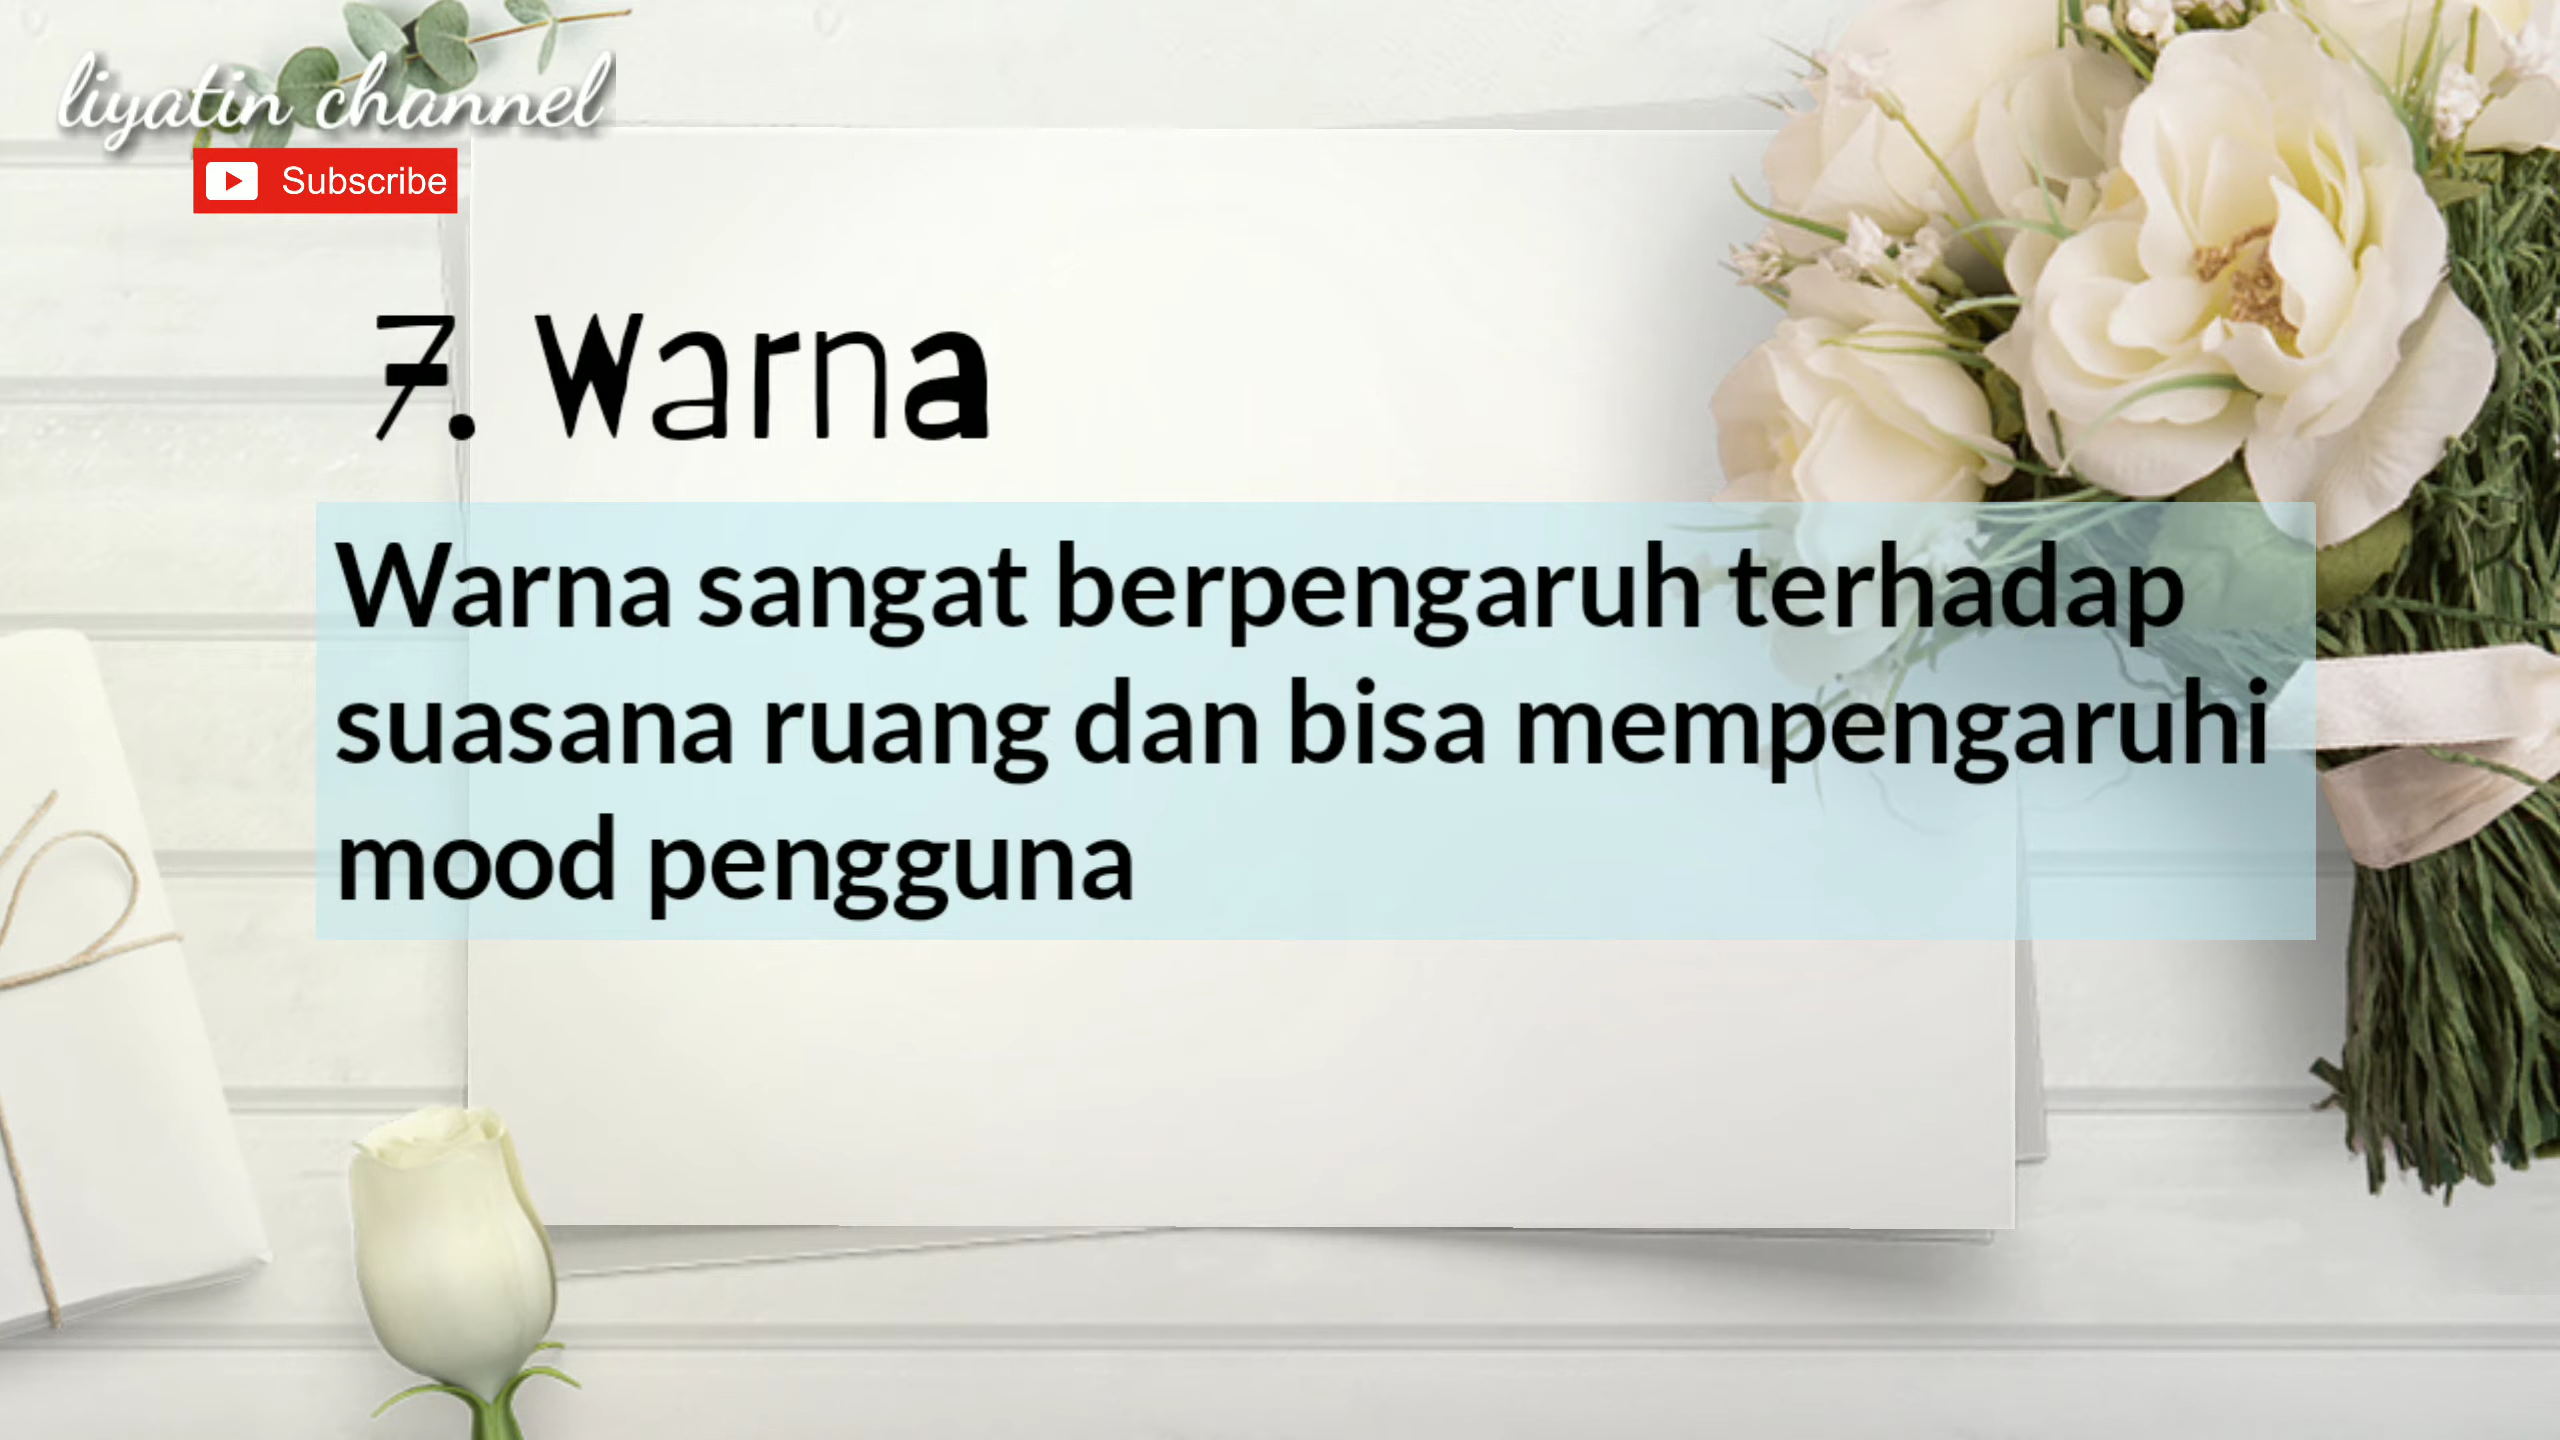 liyatin channel
Subscribe
7. Warna
Warna sangat berpengaruh terhadap
suasana ruang dan bisa mempengaruhi
mood pengguna